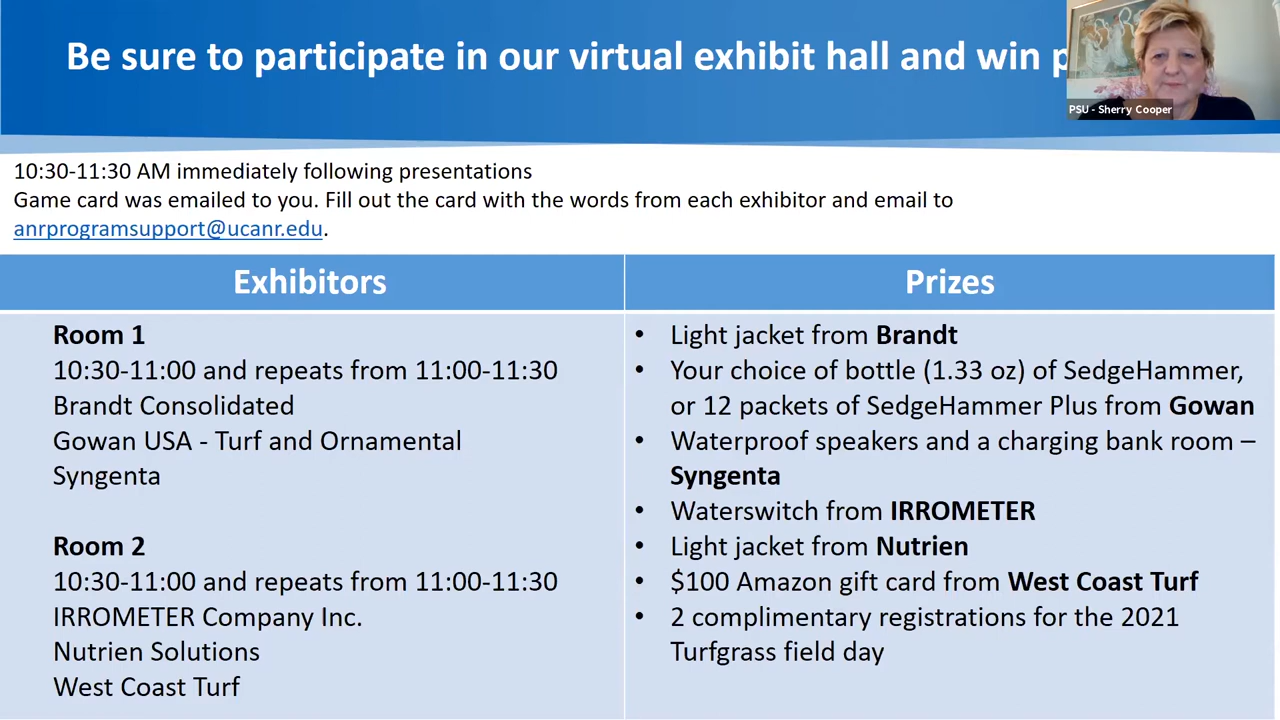 Be sure to participate in our virtual exhibit hall and win
PSU - Sherry Cooper
10:30-11:30 AM immediately following presentations
Game card was emailed to you. Fill out the card with the words from each exhibitor and email to
anrprogramsupport@ucanr.edu.
Exhibitors
Room 1
10:30-11:00 and repeats from 11:00-11:30
Brandt Consolidated
Gowan USA - Turf and Ornamental
Syngenta
Room 2
10:30-11:00 and repeats from 11:00-11:30
IRROMETER Company Inc.
Nutrien Solutions
West Coast Turf
Prizes
• Light jacket from Brandt
• Your choice of bottle (1.33 oz) of SedgeHammer,
or 12 packets of SedgeHammer Plus from Gowan
• Waterproof speakers and a charging bank room –
Syngenta
• Waterswitch from IRROMETER
• Light jacket from Nutrien
• $100 Amazon gift card from West Coast Turf
• 2 complimentary registrations for the 2021
Turfgrass field day